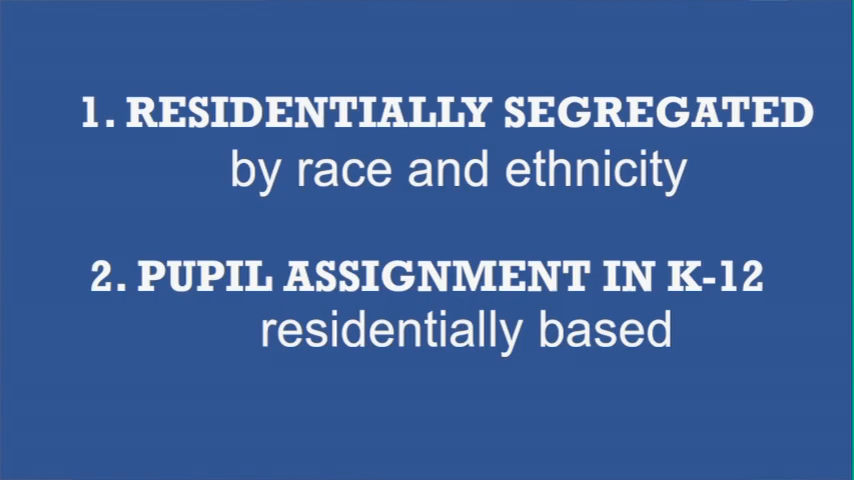 1. RESIDENTIALLY SEGREGATED
by race and ethnicity
2. PUPIL ASSIGNMENT IN K-12
residentially based